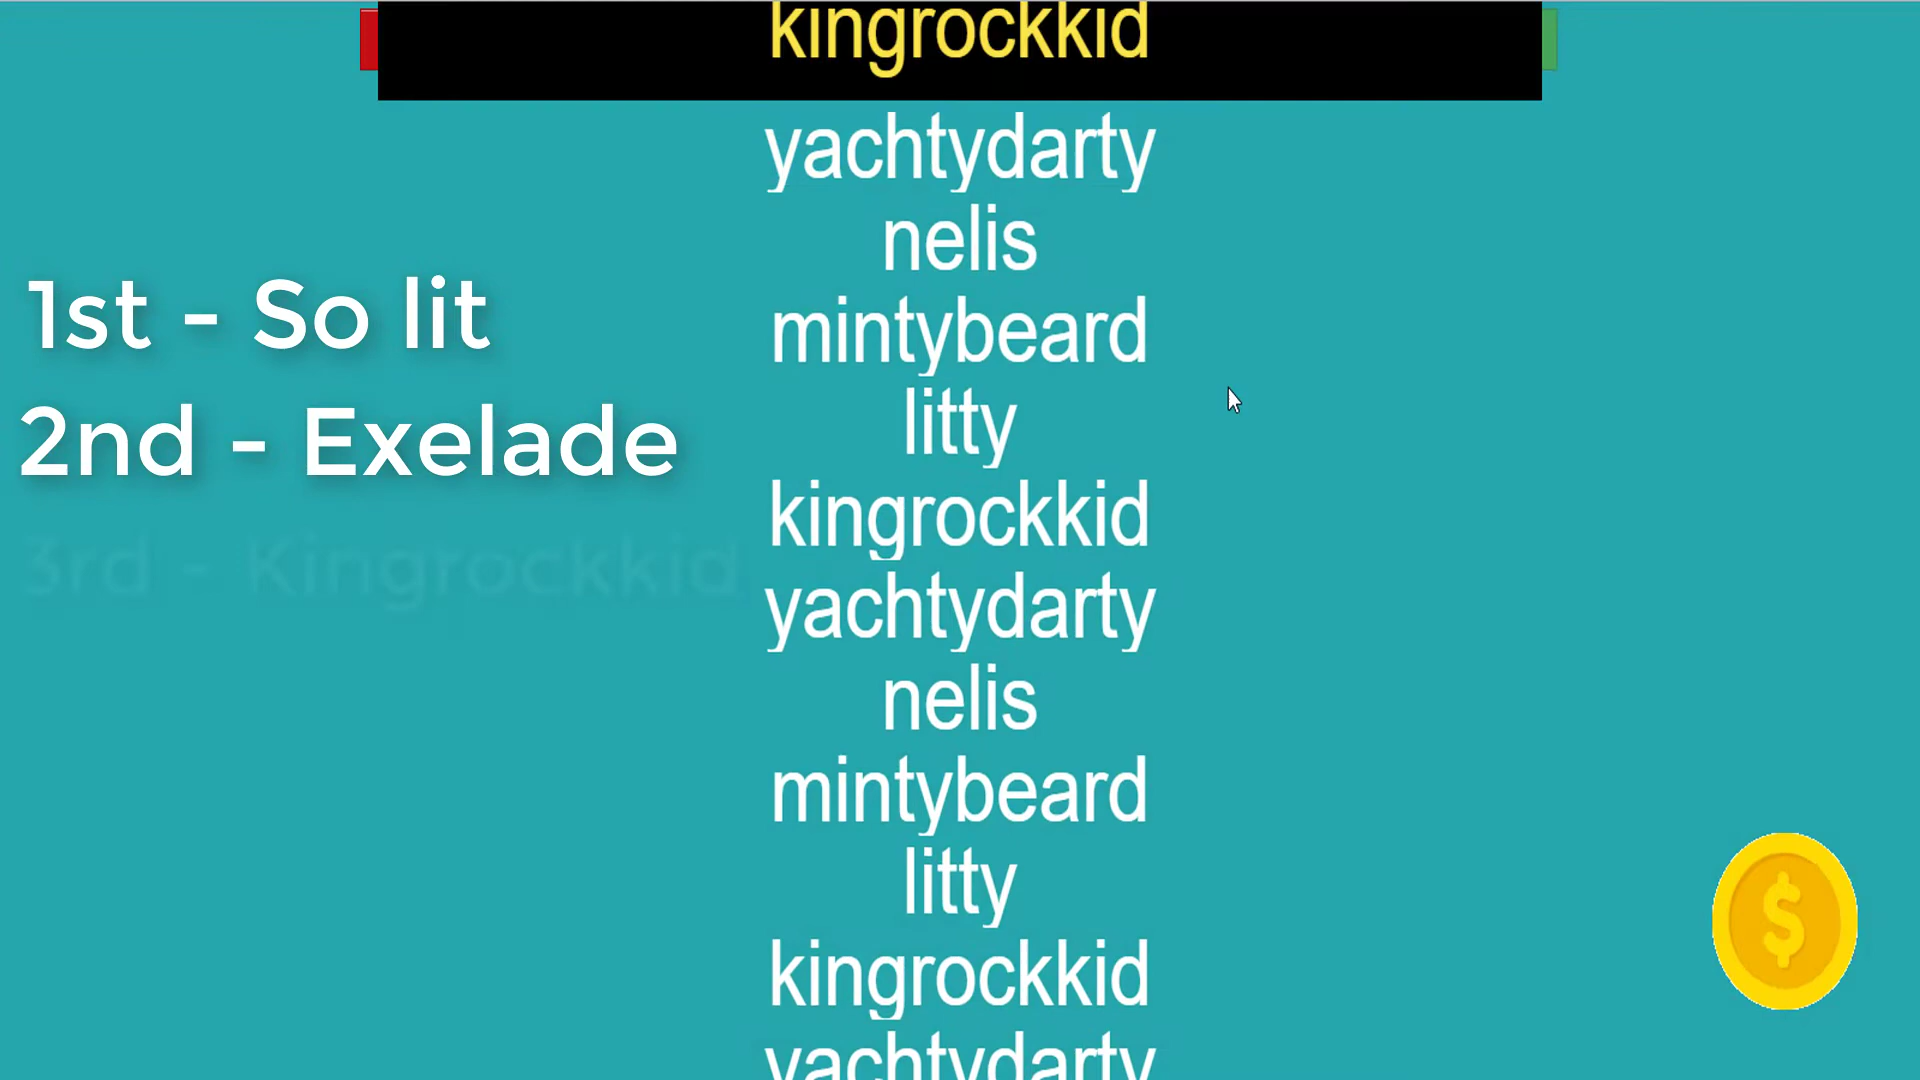 kingrockkid
yachtydarty
nelis
mintybeard
litty
kingrockkid
yachtydarty
nelis
mintybeard
litty
kingrockkid
yachtydarty
1st - So lit
2nd - Exelade
3rd - Kingrockkid
$